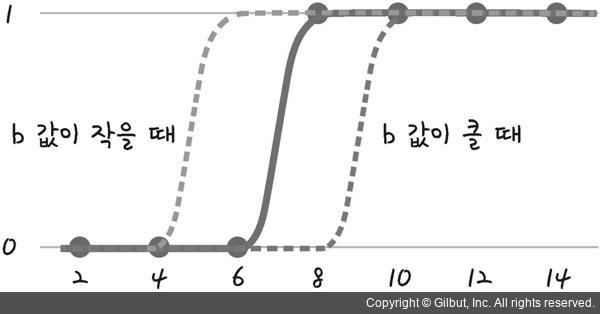 1
b 값이 작을 때
b 값이 클 때
0
2 4 6 8 10 12 14
Copyright © Gilbut, Inc. All rights reserved.